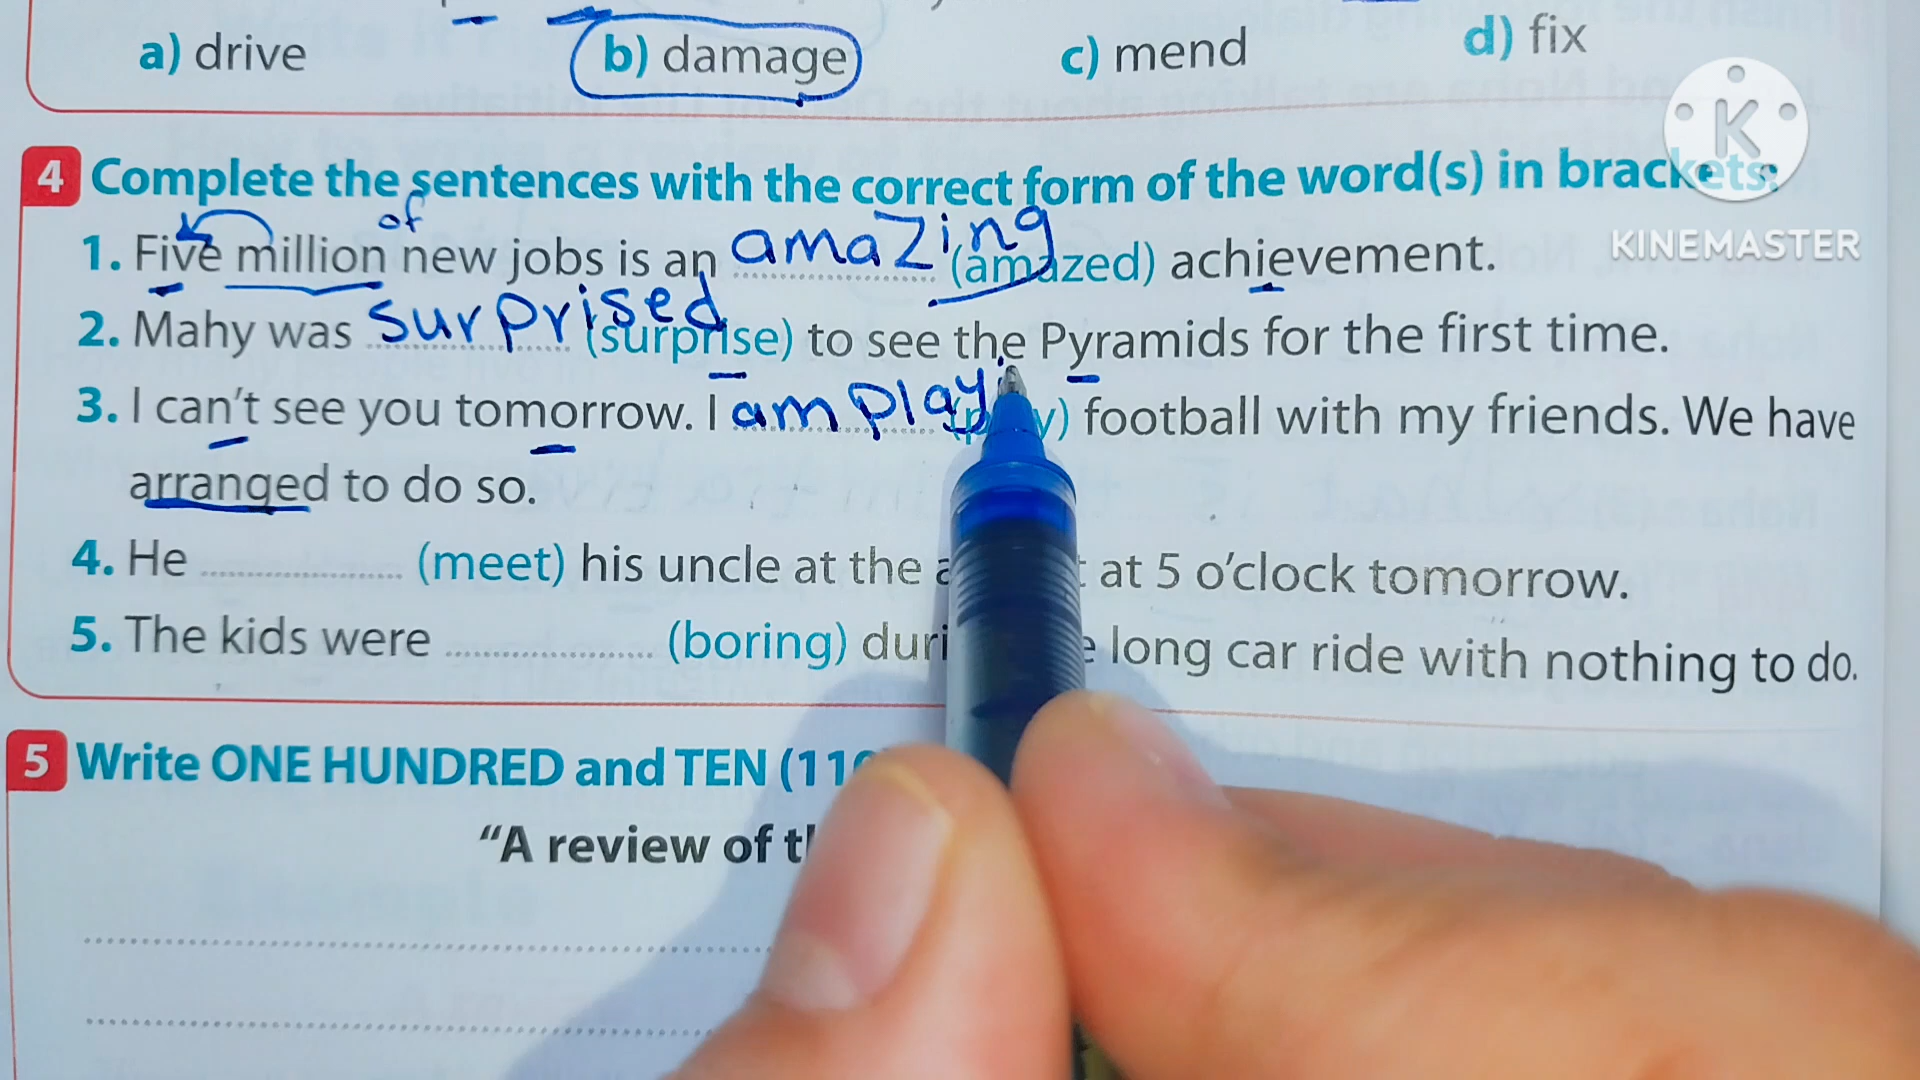 a) drive b) damage c) mend d) fix
4 Complete the sentences with the correct form of the word(s) in brackets:
KINEMASTER
of
1. Five million new jobs is an amazing (amazed) achievement.
2. Mahy was surprised (surprise) to see the Pyramids for the first time.
3. I can't see you tomorrow. I am play football with my friends. We have
arranged to do so.
4. He .................... (meet) his uncle at the at 5 o'clock tomorrow.
5. The kids were .................... (boring) long car ride with nothing to do.
5 Write ONE HUNDRED and TEN
"A review of